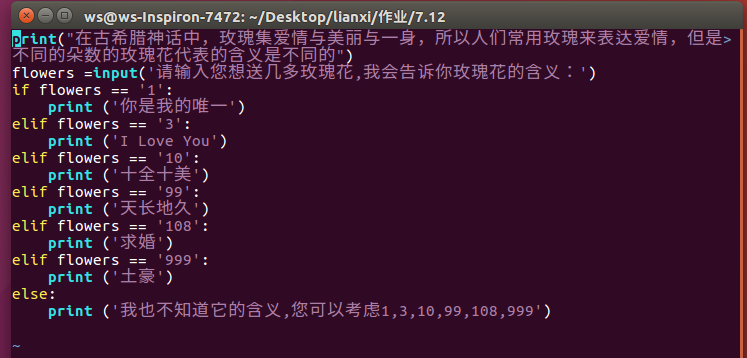 ws@ws-Inspiron-7472: ~/Desktop/lianxi/作业/7.12
print("在古希腊神话中，玫瑰集爱情与美丽与一身，所以人们常用玫瑰来表达爱情，但是>
不同的朵数的玫瑰花代表的含义是不同的")
flowers =input('请输入您想送几多玫瑰花,我会告诉你玫瑰花的含义：')
if flowers == '1':
    print ('你是我的唯一')
elif flowers == '3':
    print ('I Love You')
elif flowers == '10':
    print ('十全十美')
elif flowers == '99':
    print ('天长地久')
elif flowers == '108':
    print ('求婚')
elif flowers == '999':
    print ('土豪')
else:
    print ('我也不知道它的含义,您可以考虑1,3,10,99,108,999')
~